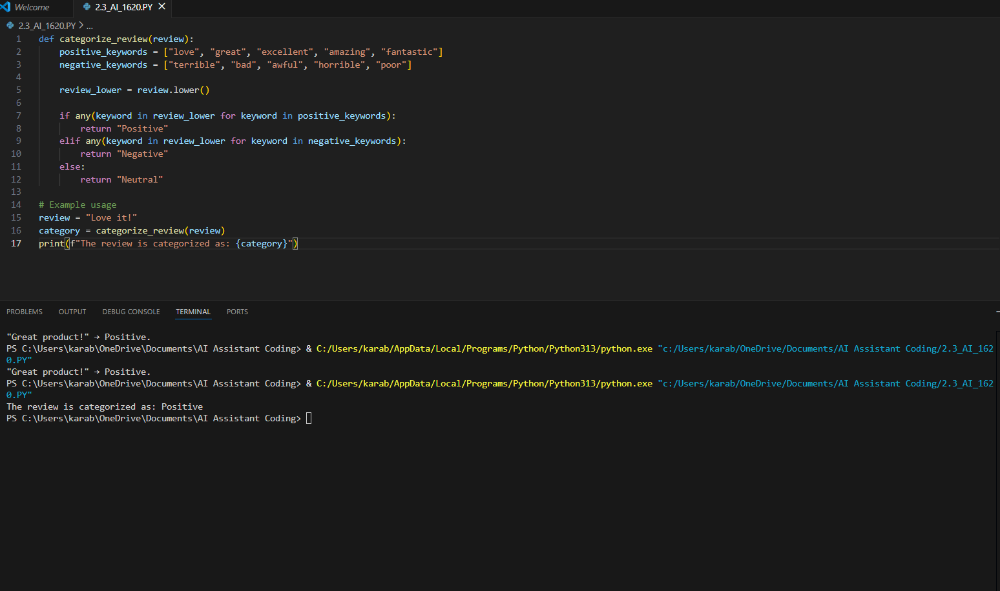 Welcome
2.3_AI_1620.PY
2.3_AI_1620.PY > ...
1 def categorize_review(review):
2     positive_keywords = ["love", "great", "excellent", "amazing", "fantastic"]
3     negative_keywords = ["terrible", "bad", "awful", "horrible", "poor"]
4
5     review_lower = review.lower()
6
7     if any(keyword in review_lower for keyword in positive_keywords):
8         return "Positive"
9     elif any(keyword in review_lower for keyword in negative_keywords):
10         return "Negative"
11     else:
12         return "Neutral"
13
14 # Example usage
15 review = "Love it!"
16 category = categorize_review(review)
17 print(f"The review is categorized as: {category}")
PROBLEMS OUTPUT DEBUG CONSOLE TERMINAL PORTS
"Great product!" → Positive.
PS C:\Users\karab\OneDrive\Documents\AI Assistant Coding> & C:/Users/karab/AppData/Local/Programs/Python/Python313/python.exe "c:/Users/karab/OneDrive/Documents/AI Assistant Coding/2.3_AI_162
0.PY"
"Great product!" → Positive.
PS C:\Users\karab\OneDrive\Documents\AI Assistant Coding> & C:/Users/karab/AppData/Local/Programs/Python/Python313/python.exe "c:/Users/karab/OneDrive/Documents/AI Assistant Coding/2.3_AI_162
0.PY"
The review is categorized as: Positive
PS C:\Users\karab\OneDrive\Documents\AI Assistant Coding>